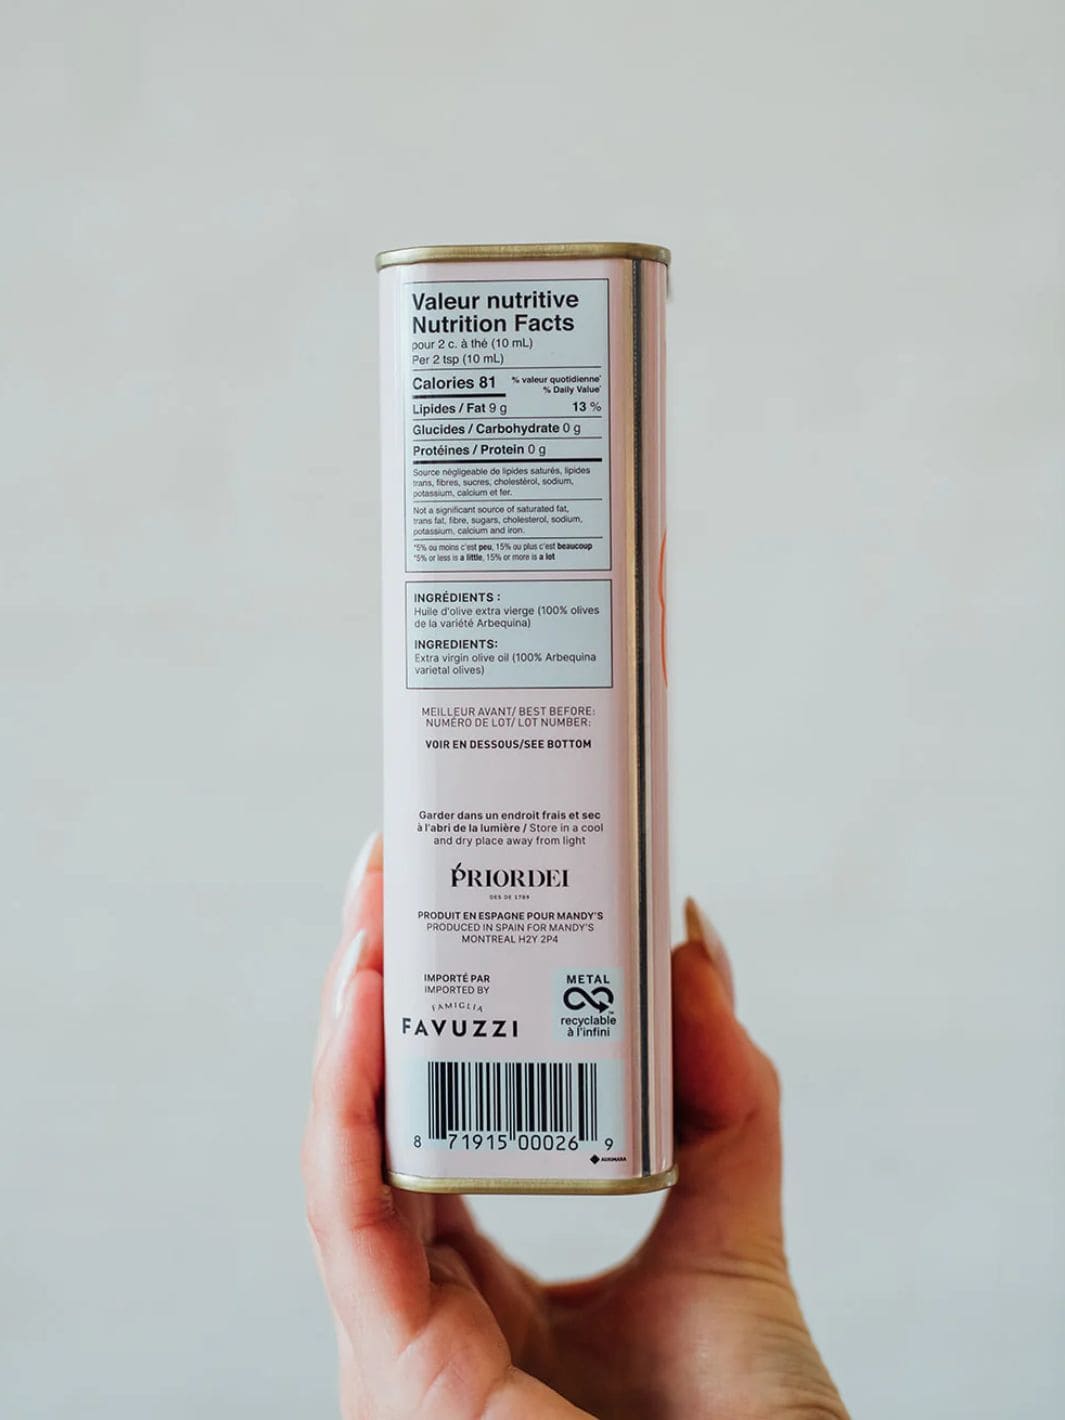 Valeur nutritive
Nutrition Facts
pour 2 c. à thé (10 mL)
Per 2 tsp (10 mL)
Calories 81
% valeur quotidienne*
% Daily Value*
Lipides / Fat 9 g 13 %
Glucides / Carbohydrate 0 g
Protéines / Protein 0 g
Source négligeable de lipides saturés, lipides
trans, fibres, sucres, cholestérol, sodium,
potassium, calcium et fer.
Not a significant source of saturated fat,
trans fat, fibre, sugars, cholesterol, sodium,
potassium, calcium and iron.
*5% ou moins c'est peu, 15% ou plus c'est beaucoup
*5% or less is a little, 15% or more is a lot
INGRÉDIENTS :
Huile d'olive extra vierge (100% olives
de la variété Arbequina)
INGREDIENTS:
Extra virgin olive oil (100% Arbequina
varietal olives)
MEILLEUR AVANT/ BEST BEFORE:
NUMÉRO DE LOT/ LOT NUMBER:
VOIR EN DESSOUS/SEE BOTTOM
Garder dans un endroit frais et sec
à l'abri de la lumière / Store in a cool
and dry place away from light
PRIORDEI
DES DE 1789
PRODUIT EN ESPAGNE POUR MANDY'S
PRODUCED IN SPAIN FOR MANDY'S
MONTREAL H2Y 2P4
IMPORTÉ PAR
IMPORTED BY
FAMIGLIA
FAVUZZI
METAL
recyclable
à l'infini
8 71915 00026 9